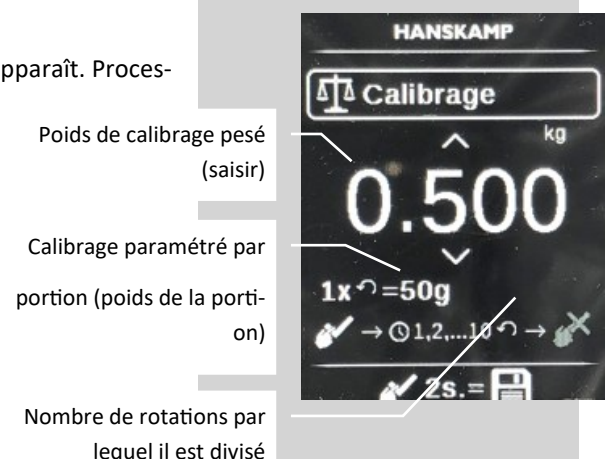 pparaît. Proces-
Poids de calibrage pesé
(saisir)
Calibrage paramétré par
portion (poids de la porti-
on)
Nombre de rotations par
lequel il est divisé
HANSKAMP
Calibrage
kg
0.500
1x=50g
→ 1,2,...10 →
2s.=